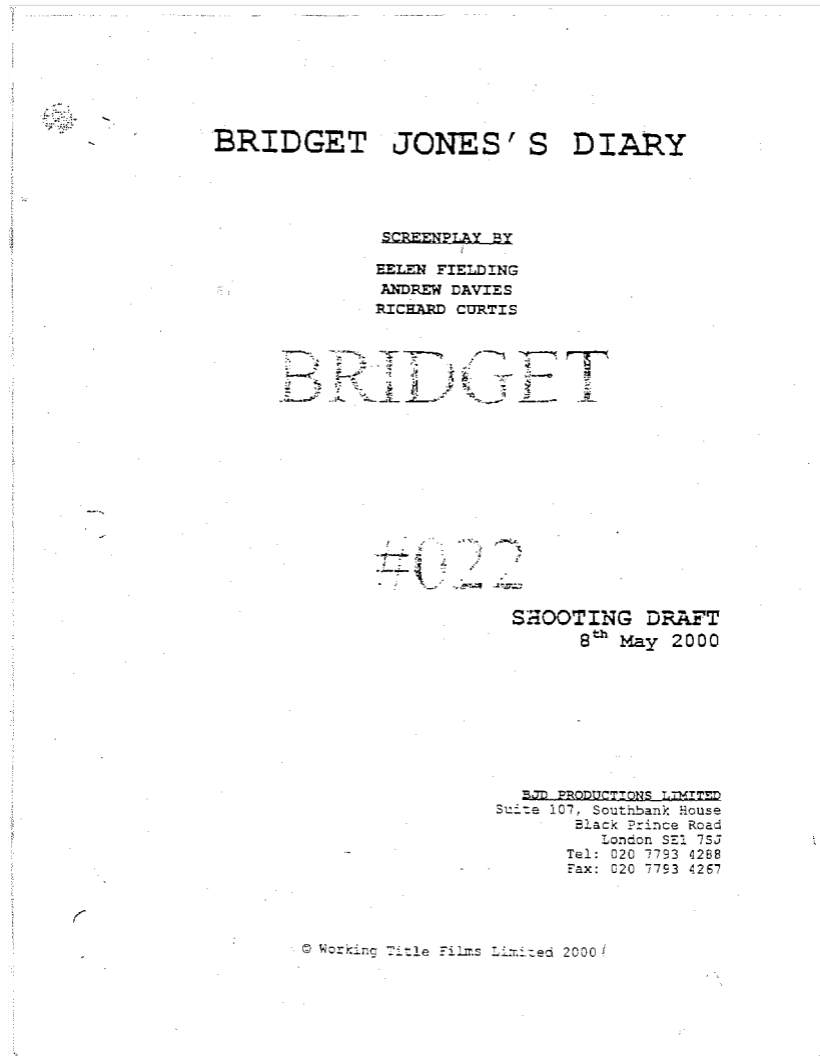 BRIDGET JONES'S DIARY
SCREENPLAY BY
HELEN FIELDING
ANDREW DAVIES
RICHARD CURTIS
BRIDGET
#022
SHOOTING DRAFT
8th May 2000
BJD PRODUCTIONS LIMITED
Suite 107, Southbank House
Black Prince Road
London SE1 7SJ
Tel: 020 7793 4288
Fax: 020 7793 4267
© Working Title Films Limited 2000